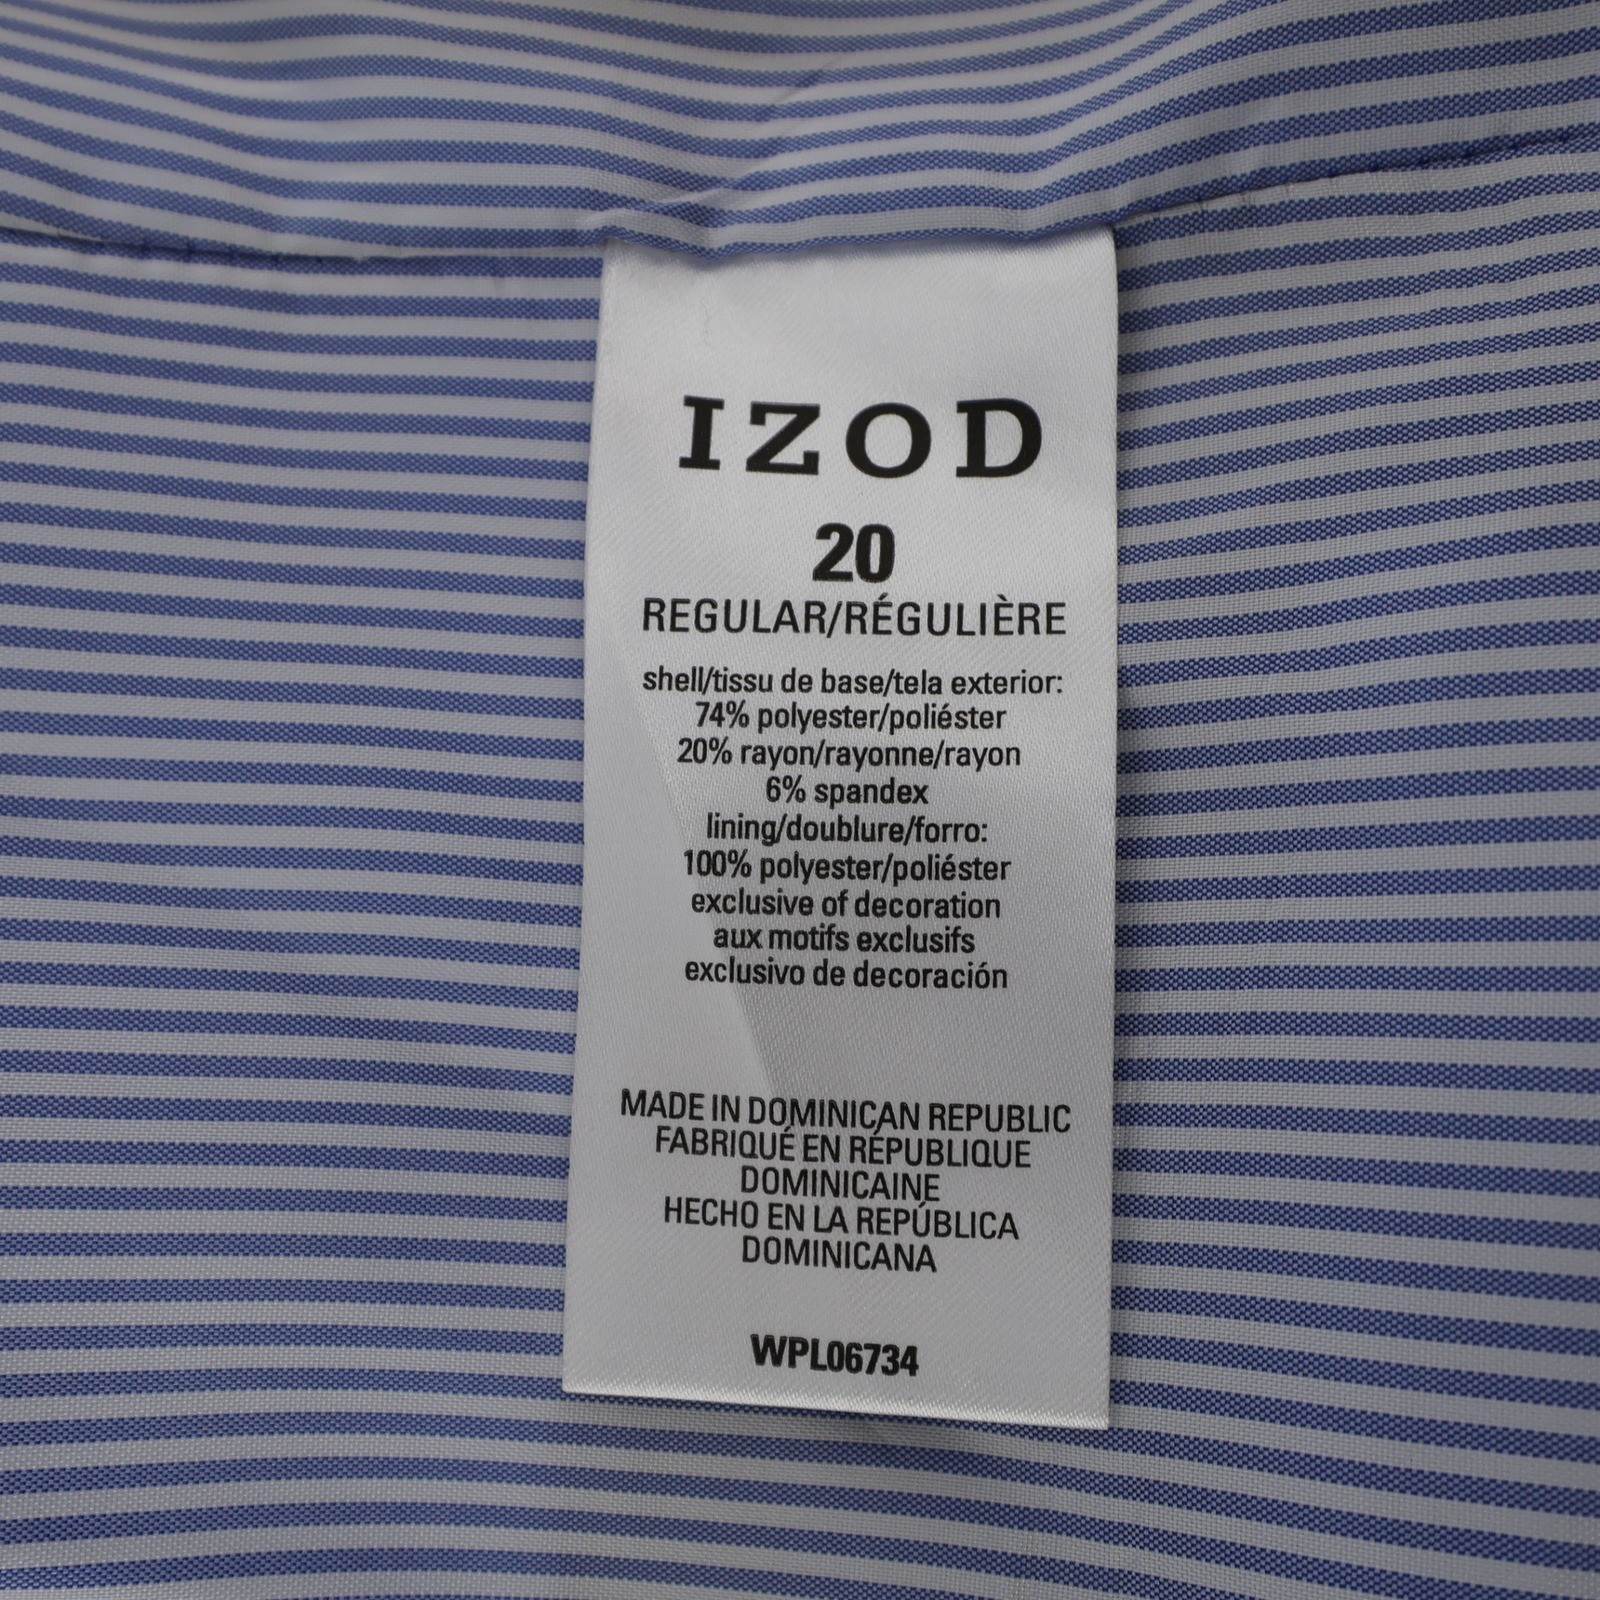 IZOD
20
REGULAR/RÉGULIÈRE
shell/tissu de base/tela exterior:
74% polyester/poliéster
20% rayon/rayonne/rayon
6% spandex
lining/doublure/forro:
100% polyester/poliéster
exclusive of decoration
aux motifs exclusifs
exclusivo de decoración
MADE IN DOMINICAN REPUBLIC
FABRIQUÉ EN RÉPUBLIQUE
DOMINICAINE
HECHO EN LA REPÚBLICA
DOMINICANA
WPL06734